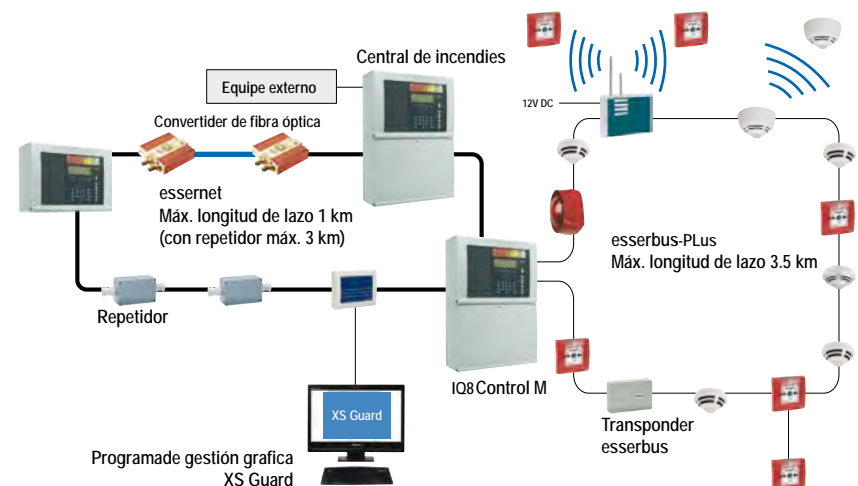 Central de incendies
Equipe externo
12V DC
Convertider de fibra óptica
essernet
Máx. longitud de lazo 1 km
(con repetidor máx. 3 km)
esserbus-PLus
Máx. longitud de lazo 3.5 km
Repetidor
IQ8Control M
XS Guard
Transponder
esserbus
Programade gestión grafica
XS Guard